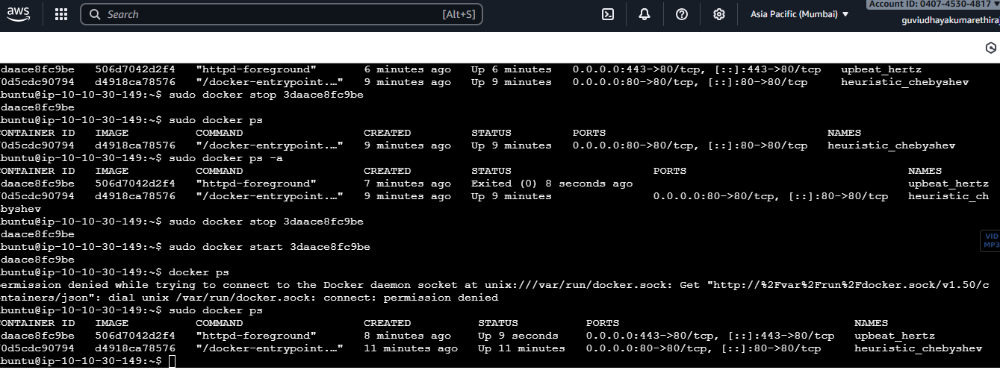 aws
Search
[Alt+S]
Asia Pacific (Mumbai)
Account ID: 0407-4530-4817
guviudhayakumarethiraj
daace8fc9be 506d7042d2f4 "httpd-foreground" 6 minutes ago Up 6 minutes 0.0.0.0:443->80/tcp, [::]:443->80/tcp upbeat_hertz
0d5cdc90794 d4918ca78576 "/docker-entrypoint.…" 9 minutes ago Up 9 minutes 0.0.0.0:80->80/tcp, [::]:80->80/tcp heuristic_chebyshev
buntu@ip-10-10-30-149:~$ sudo docker stop 3daace8fc9be
daace8fc9be
buntu@ip-10-10-30-149:~$ sudo docker ps
CONTAINER ID IMAGE COMMAND CREATED STATUS PORTS NAMES
0d5cdc90794 d4918ca78576 "/docker-entrypoint.…" 9 minutes ago Up 9 minutes 0.0.0.0:80->80/tcp, [::]:80->80/tcp heuristic_chebyshev
buntu@ip-10-10-30-149:~$ sudo docker ps -a
CONTAINER ID IMAGE COMMAND CREATED STATUS PORTS NAMES
daace8fc9be 506d7042d2f4 "httpd-foreground" 7 minutes ago Exited (0) 8 seconds ago upbeat_hertz
0d5cdc90794 d4918ca78576 "/docker-entrypoint.…" 9 minutes ago Up 9 minutes 0.0.0.0:80->80/tcp, [::]:80->80/tcp heuristic_ch
ebyshev
buntu@ip-10-10-30-149:~$ sudo docker stop 3daace8fc9be
daace8fc9be
buntu@ip-10-10-30-149:~$ sudo docker start 3daace8fc9be
daace8fc9be
buntu@ip-10-10-30-149:~$ docker ps
permission denied while trying to connect to the Docker daemon socket at unix:///var/run/docker.sock: Get "http://%2Fvar%2Frun%2Fdocker.sock/v1.50/c
ontainers/json": dial unix /var/run/docker.sock: connect: permission denied
buntu@ip-10-10-30-149:~$ sudo docker ps
CONTAINER ID IMAGE COMMAND CREATED STATUS PORTS NAMES
daace8fc9be 506d7042d2f4 "httpd-foreground" 8 minutes ago Up 9 seconds 0.0.0.0:443->80/tcp, [::]:443->80/tcp upbeat_hertz
0d5cdc90794 d4918ca78576 "/docker-entrypoint.…" 11 minutes ago Up 11 minutes 0.0.0.0:80->80/tcp, [::]:80->80/tcp heuristic_chebyshev
buntu@ip-10-10-30-149:~$
VID
MP3